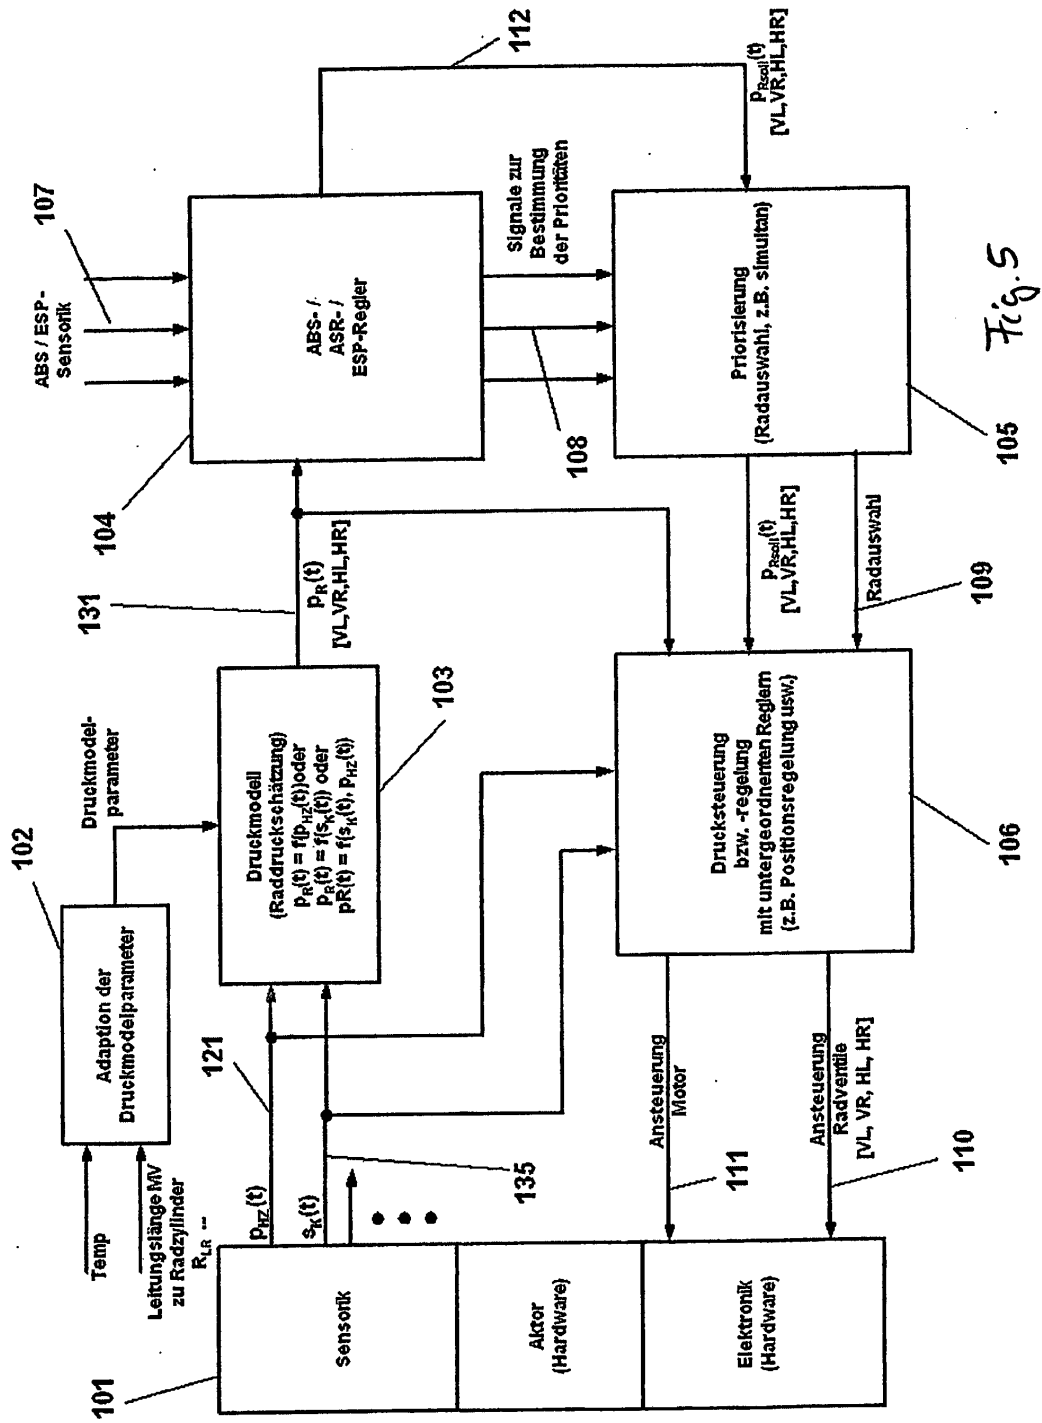 101
Sensorik
Aktor
(Hardware)
Elektronik
(Hardware)
Temp
Leitungslänge MV
zu Radzylinder
R_LR ...
102
Adaption der
Druckmodelparameter
Druckmodel-
parameter
p_HZ(t)
121
s_K(t)
135
Druckmodell
(Raddruckschätzung)
p_R(t) = f(p_HZ(t))oder
p_R(t) = f(s_K(t)) oder
pR(t) = f(s_K(t), p_HZ(t))
103
131
p_R(t)
[VL,VR,HL,HR]
104
ABS / ESP-
Sensorik
107
ABS- /
ASR- /
ESP-Regler
112
108
Signale zur
Bestimmung
der Prioritäten
p_Rsoll(t)
[VL,VR,HL,HR]
Priorisierung
(Radauswahl, z.B. simultan)
105
p_Rsoll(t)
[VL,VR,HL,HR]
Radauswahl
109
Drucksteuerung
bzw. -regelung
mit untergeordnenten Reglern
(z.B. Positionsregelung usw.)
106
Ansteuerung
Motor
111
Ansteuerung
Radventile
[VL, VR, HL, HR]
110
Fig. 5